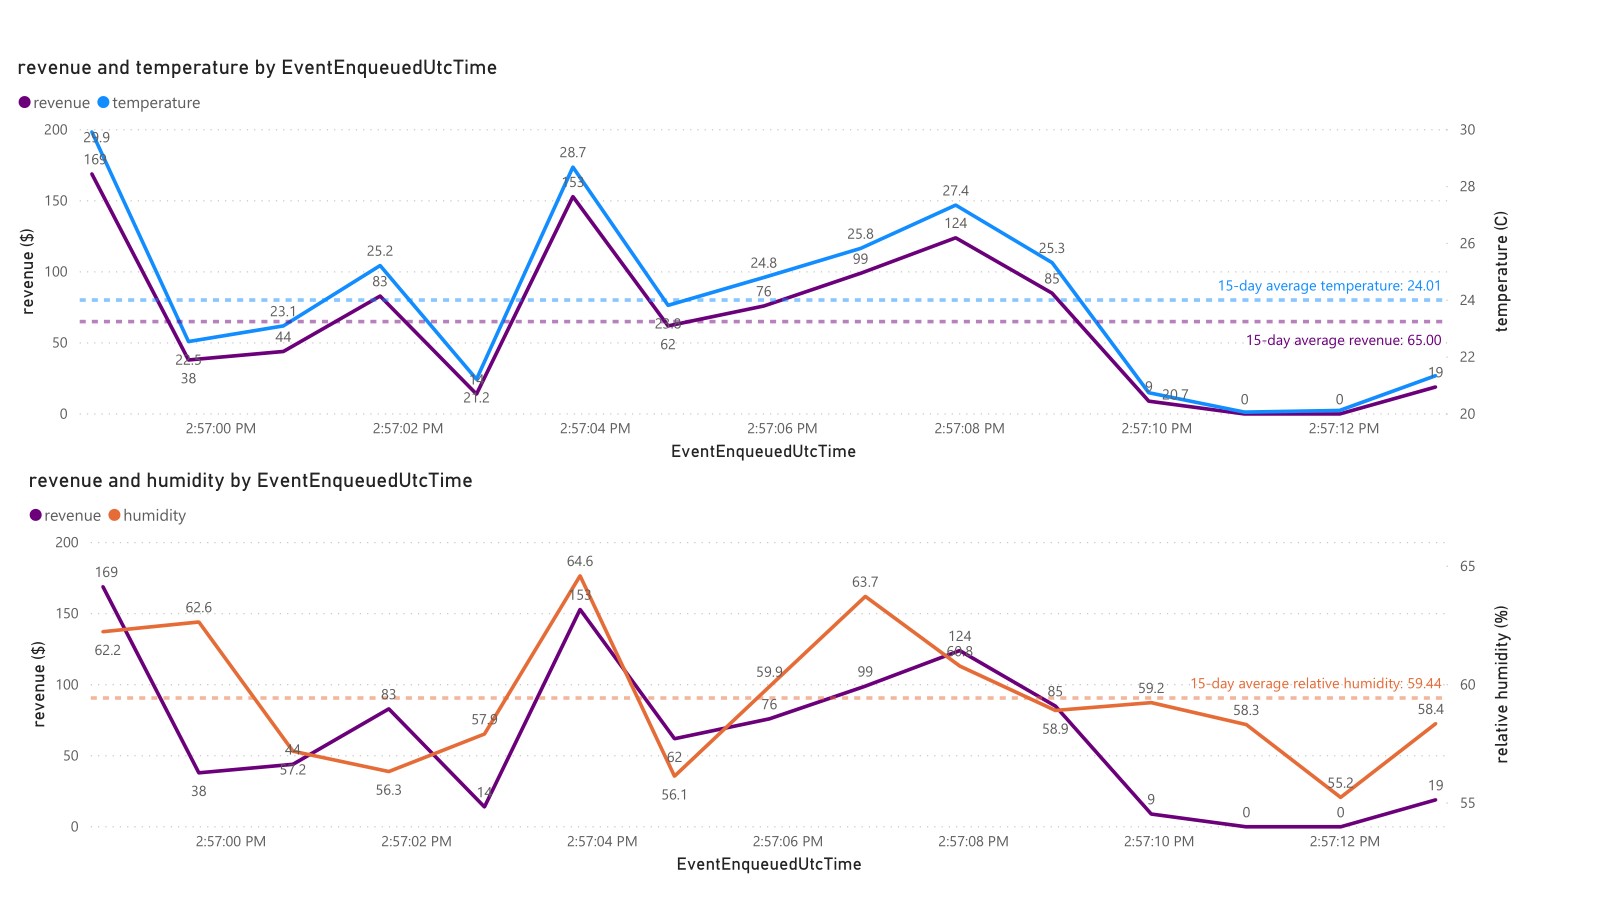 revenue and temperature by EventEnqueuedUtcTime
revenue temperature
200 150 100 50 0
revenue ($)
29.9 169 22.5 38 23.1 44 25.2 83 14 21.2 28.7 153 23.8 62 24.8 76 25.8 99 27.4 124 25.3 85 9 20.7 0 0 19
15-day average temperature: 24.01
15-day average revenue: 65.00
30 28 26 24 22 20
temperature (C)
2:57:00 PM 2:57:02 PM 2:57:04 PM 2:57:06 PM 2:57:08 PM 2:57:10 PM 2:57:12 PM
EventEnqueuedUtcTime
revenue and humidity by EventEnqueuedUtcTime
revenue humidity
200 150 100 50 0
revenue ($)
169 62.2 62.6 38 44 57.2 83 56.3 57.9 14 64.6 153 62 56.1 59.9 76 63.7 99 124 60.8 85 58.9 59.2 9 58.3 0 55.2 0 58.4 19
15-day average relative humidity: 59.44
65 60 55
relative humidity (%)
2:57:00 PM 2:57:02 PM 2:57:04 PM 2:57:06 PM 2:57:08 PM 2:57:10 PM 2:57:12 PM
EventEnqueuedUtcTime